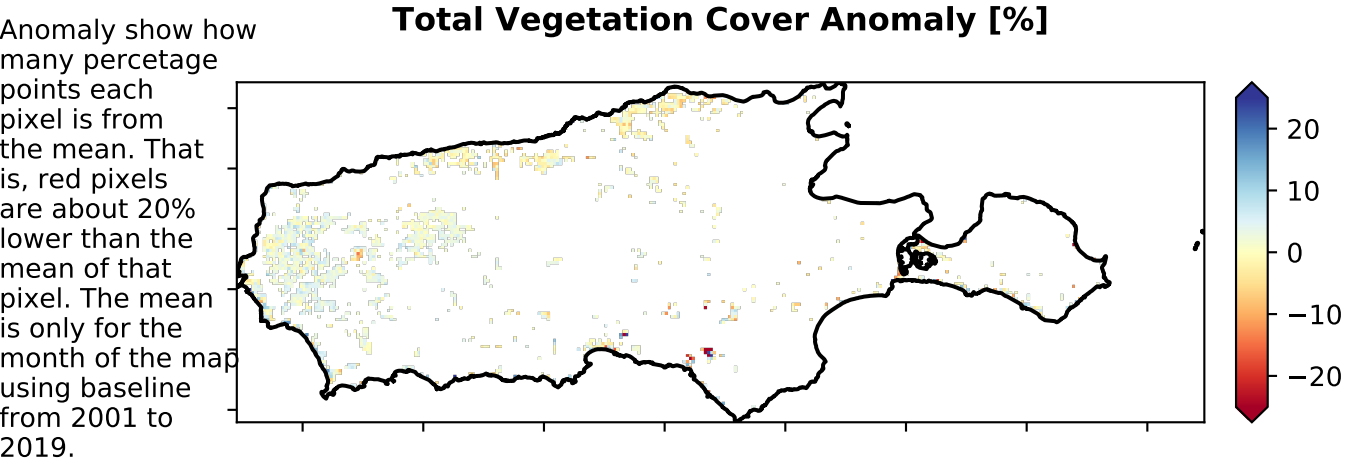 Total Vegetation Cover Anomaly [%]
Anomaly show how
many percetage
points each
pixel is from
the mean. That
is, red pixels
are about 20%
lower than the
mean of that
pixel. The mean
is only for the
month of the map
using baseline
from 2001 to
2019.
20
10
0
−10
−20